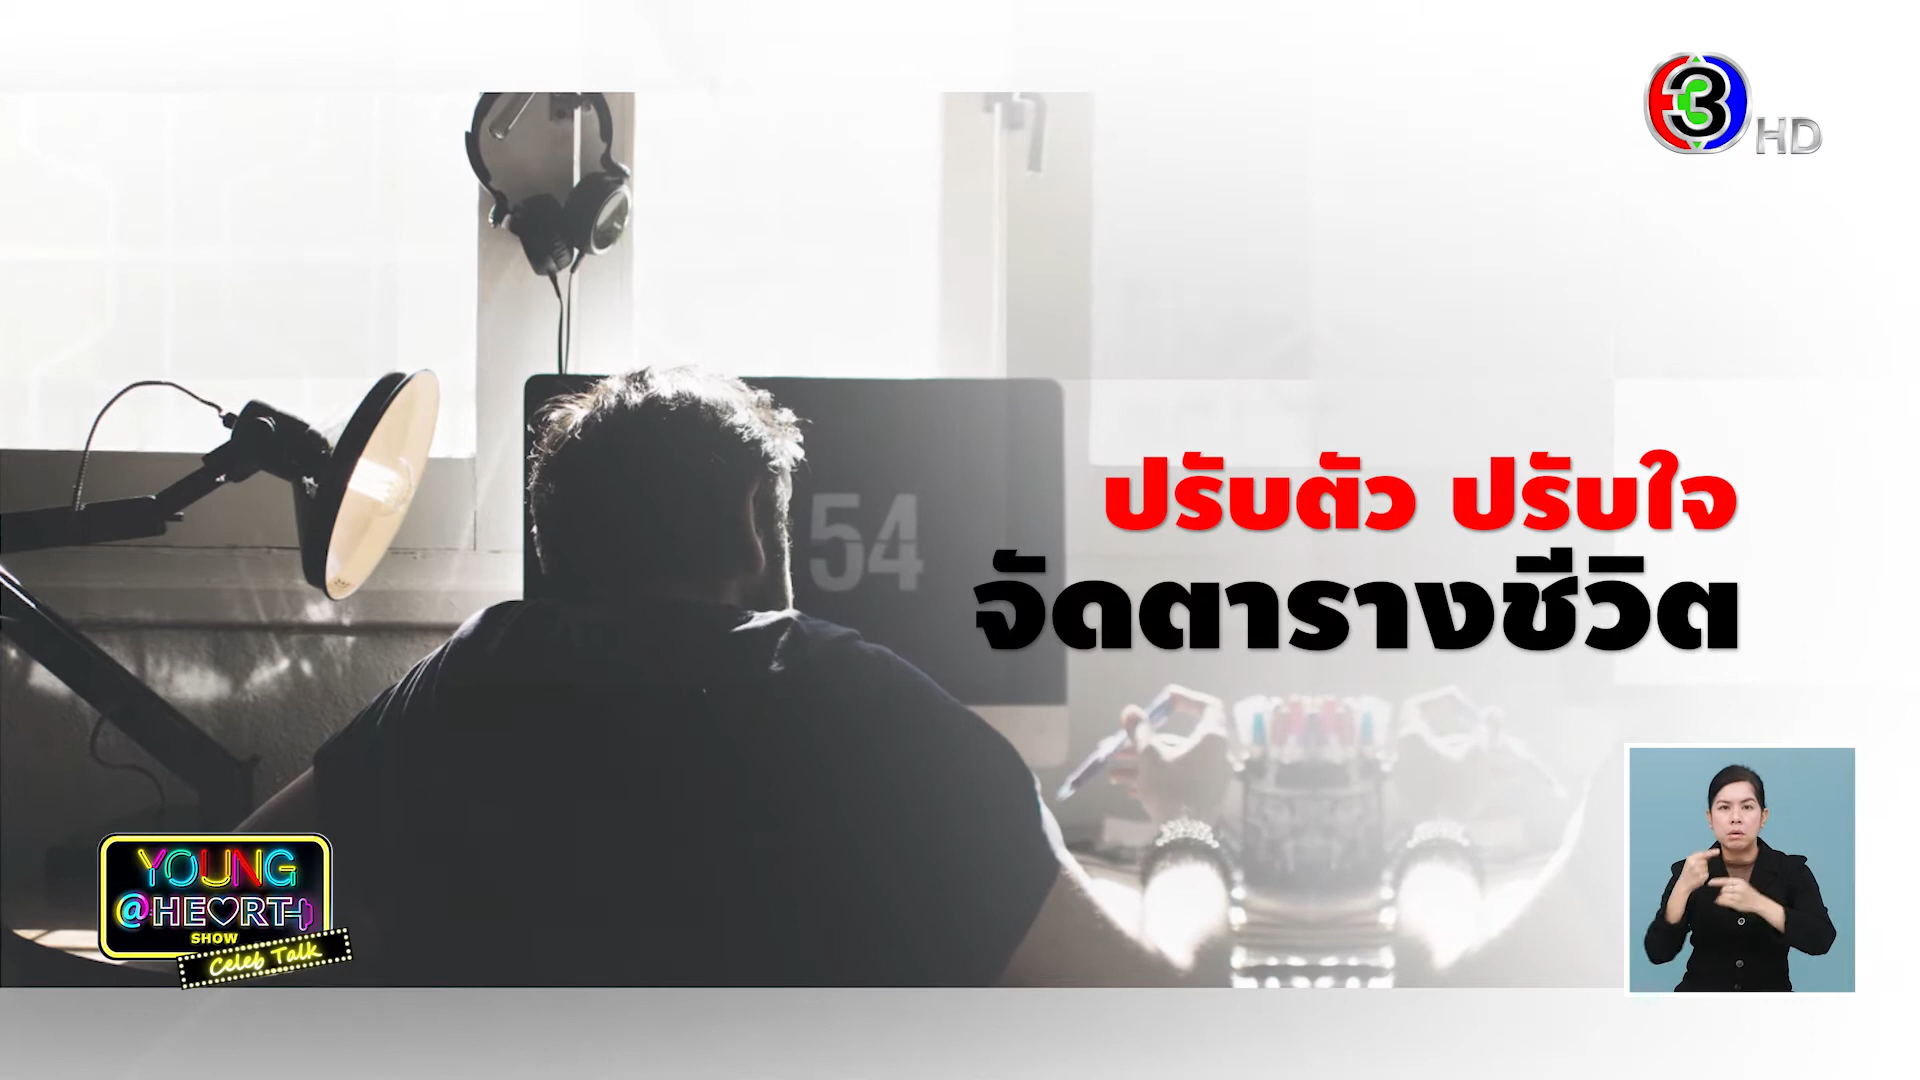 3 HD
54
ปรับตัว ปรับใจ
จัดตารางชีวิต
YOUNG
@HEART
SHOW
Celeb Talk